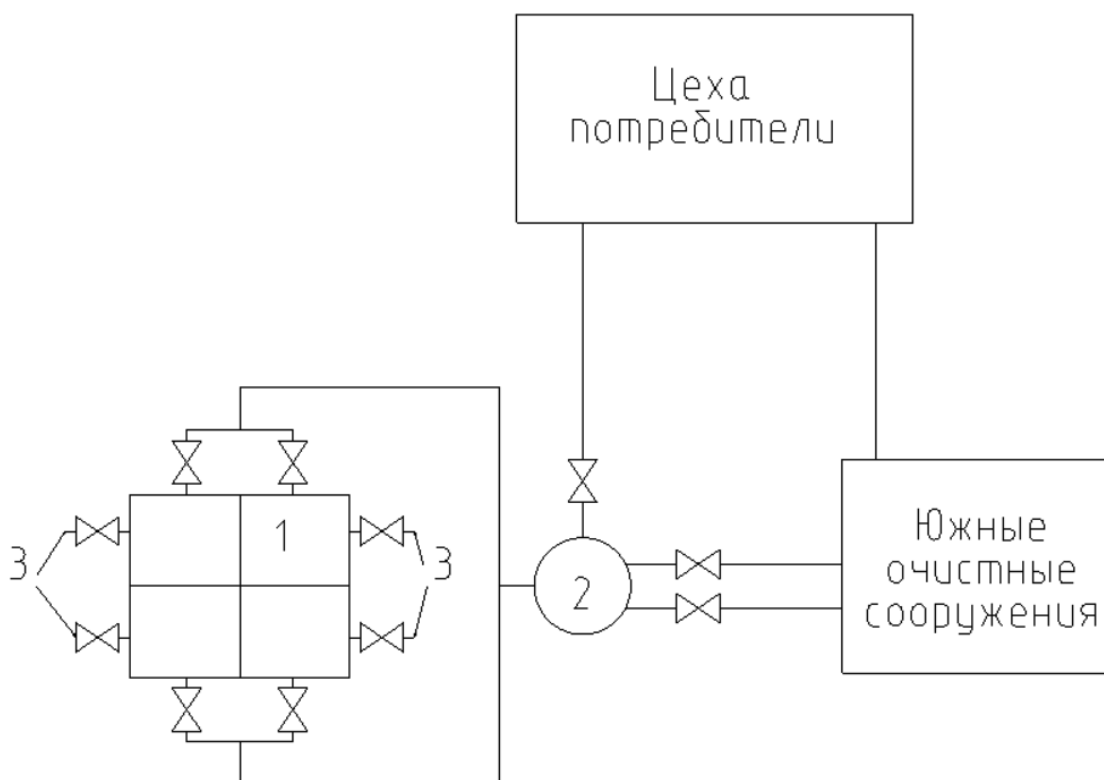 Цеха
потребители
1
3
3
2
Южные
очистные
сооружения